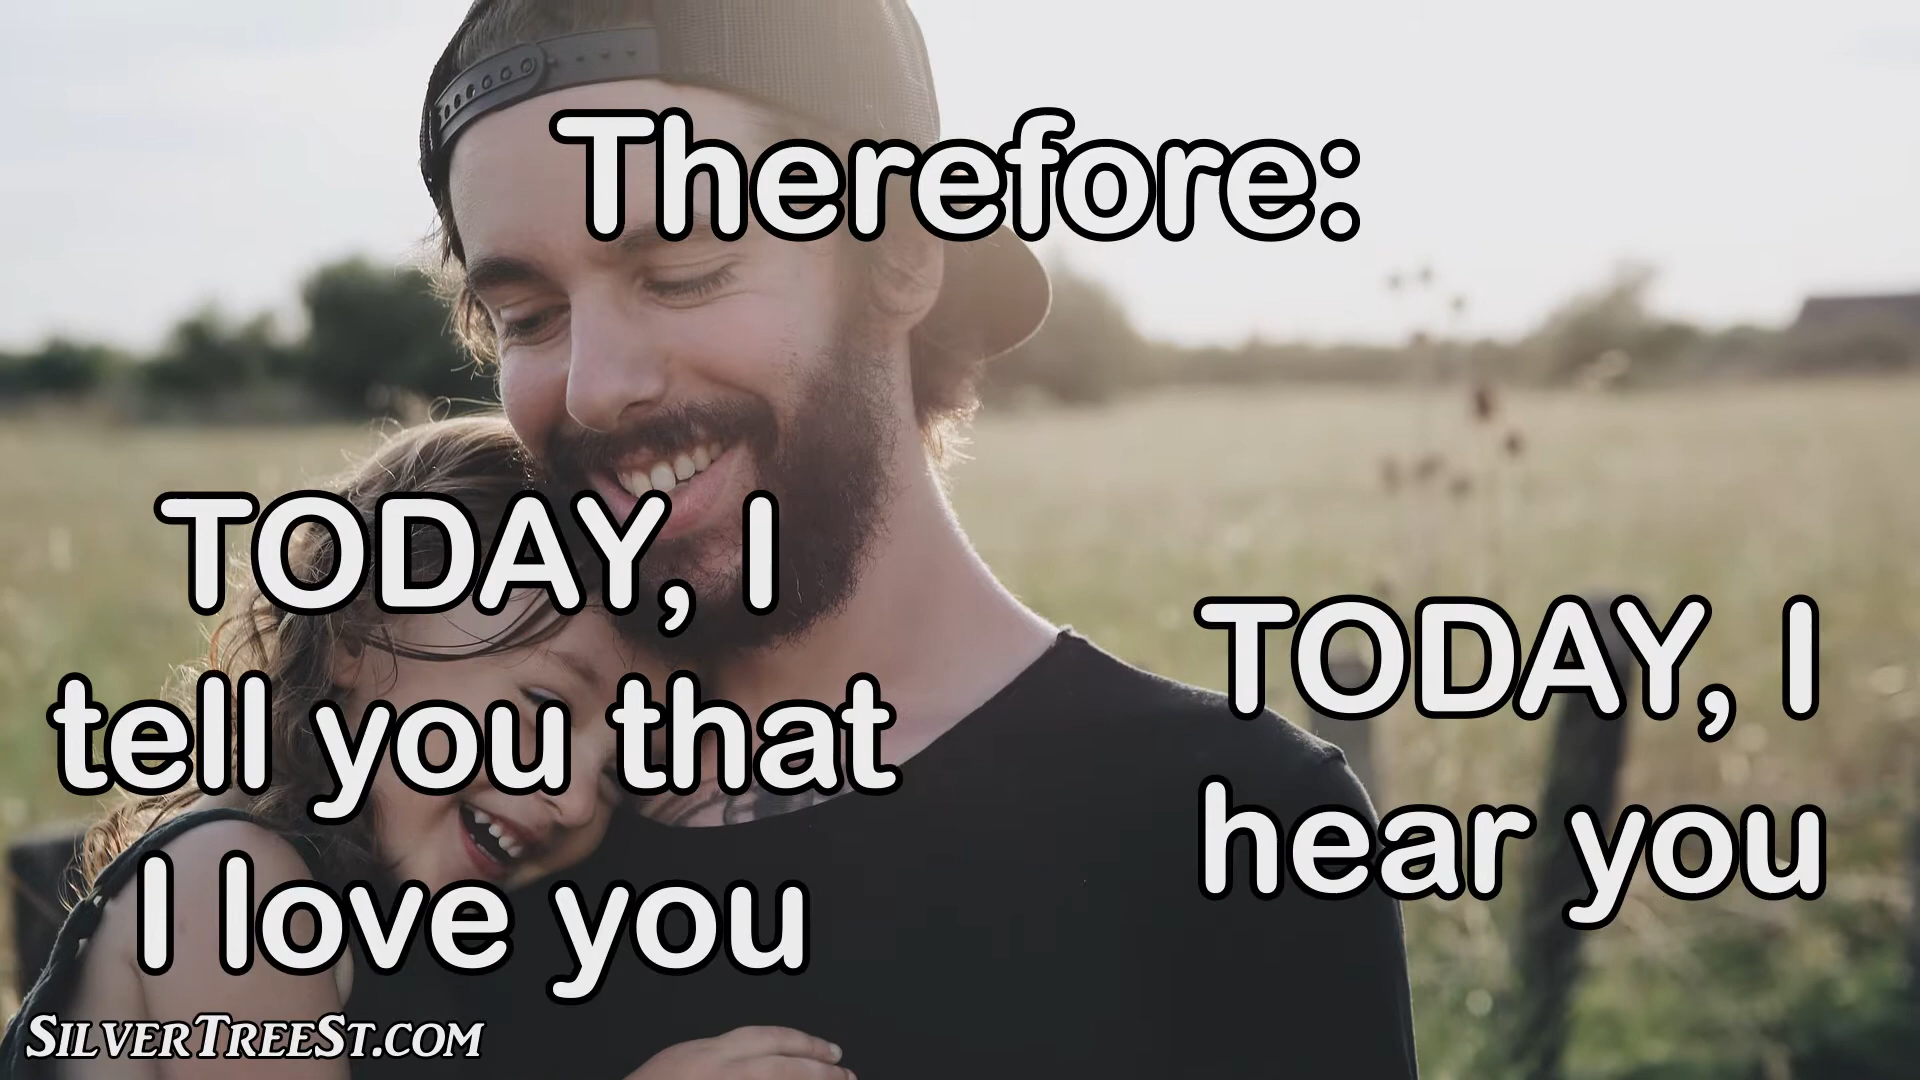 Therefore:
TODAY, I
tell you that
I love you
TODAY, I
hear you
SILVERTREEST.COM